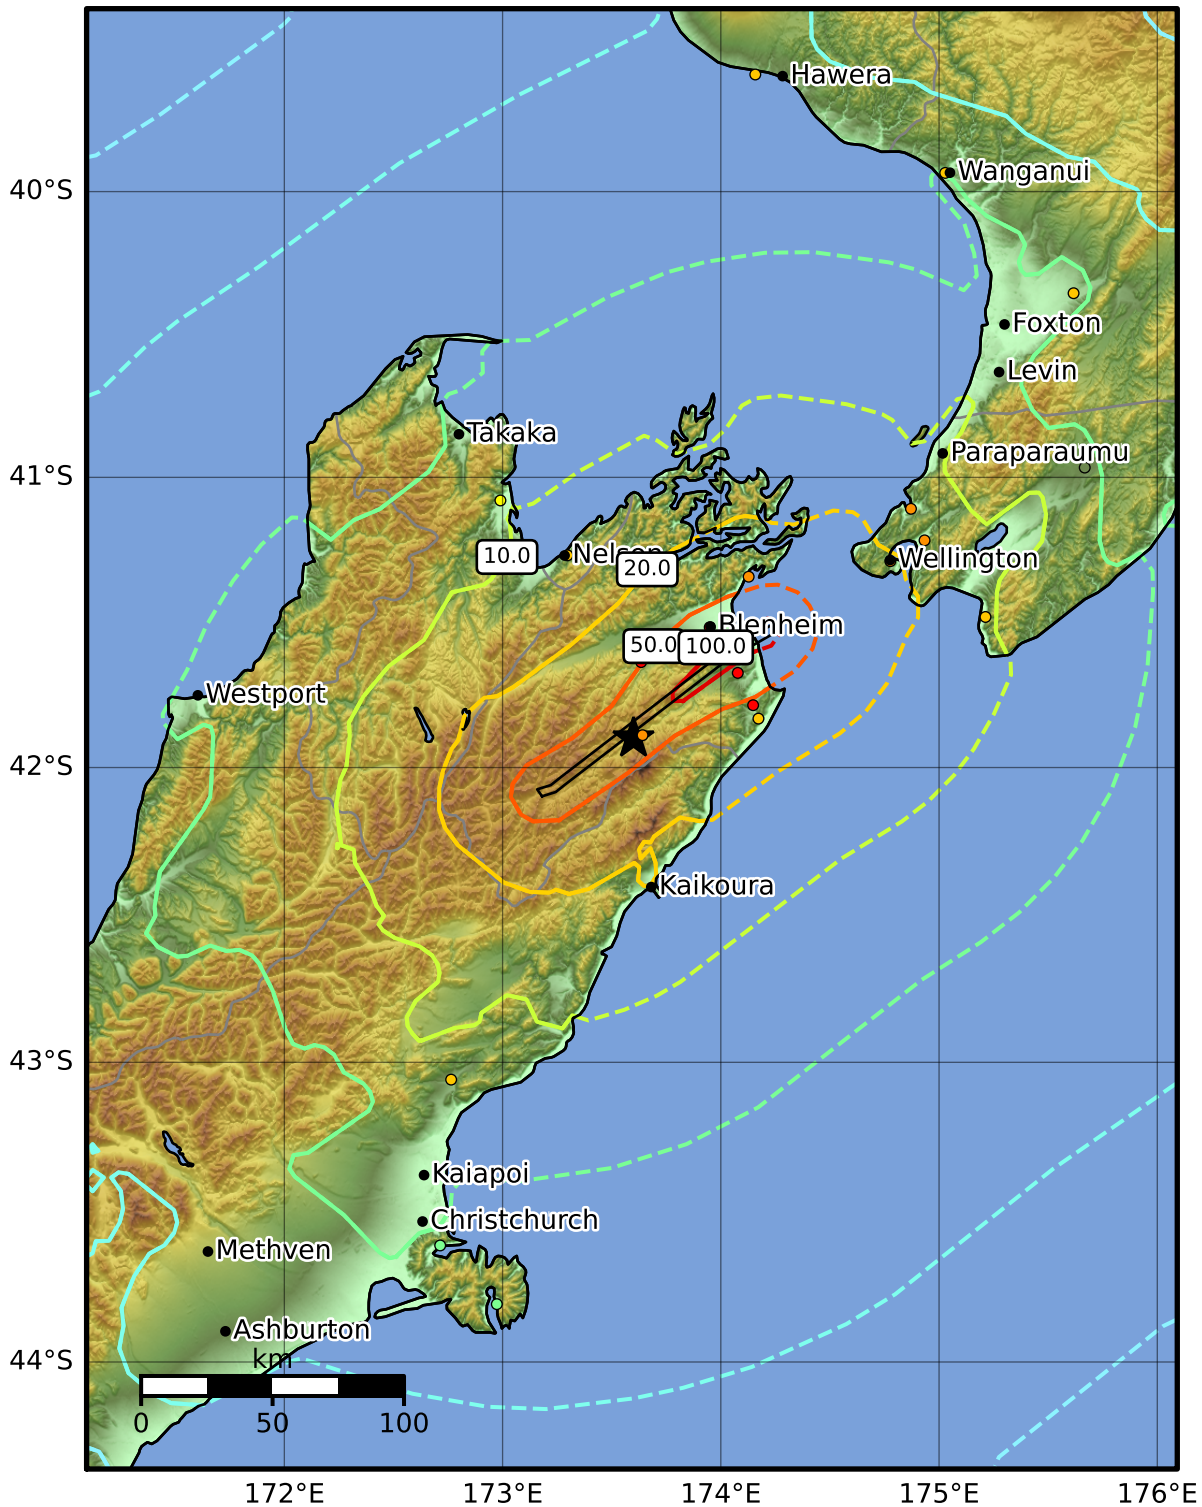 Hawera
Wanganui
40°S
Foxton
Levin
Takaka
Paraparaumu
41°S
10.0
Nelson
20.0
Wellington
Blenheim
50.0
100.0
Westport
42°S
Kaikoura
43°S
Kaiapoi
Christchurch
Methven
Ashburton
km
44°S
0 50 100
172°E 173°E 174°E 175°E 176°E